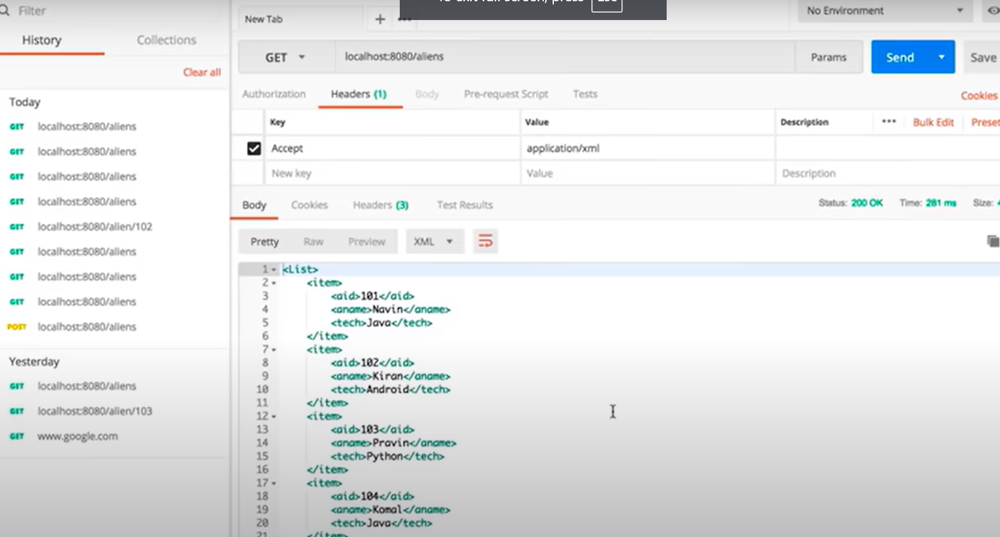 To exit full screen, press Esc
Filter
History Collections
Clear all
Today
GET localhost:8080/aliens
GET localhost:8080/aliens
GET localhost:8080/aliens
GET localhost:8080/aliens
GET localhost:8080/alien/102
GET localhost:8080/aliens
GET localhost:8080/aliens
GET localhost:8080/aliens
POST localhost:8080/aliens
Yesterday
GET localhost:8080/aliens
GET localhost:8080/alien/103
GET www.google.com
New Tab + ••• No Environment
GET localhost:8080/aliens Params Send Save
Authorization Headers (1) Body Pre-request Script Tests Cookies
Key Value Description ••• Bulk Edit Preset
Accept application/xml
New key Value Description
Body Cookies Headers (3) Test Results Status: 200 OK Time: 281 ms Size:
Pretty Raw Preview XML
1 <List>
2 <item>
3 <aid>101</aid>
4 <aname>Navin</aname>
5 <tech>Java</tech>
6 </item>
7 <item>
8 <aid>102</aid>
9 <aname>Kiran</aname>
10 <tech>Android</tech>
11 </item>
12 <item>
13 <aid>103</aid>
14 <aname>Pravin</aname>
15 <tech>Python</tech>
16 </item>
17 <item>
18 <aid>104</aid>
19 <aname>Komal</aname>
20 <tech>Java</tech>
21 </item>